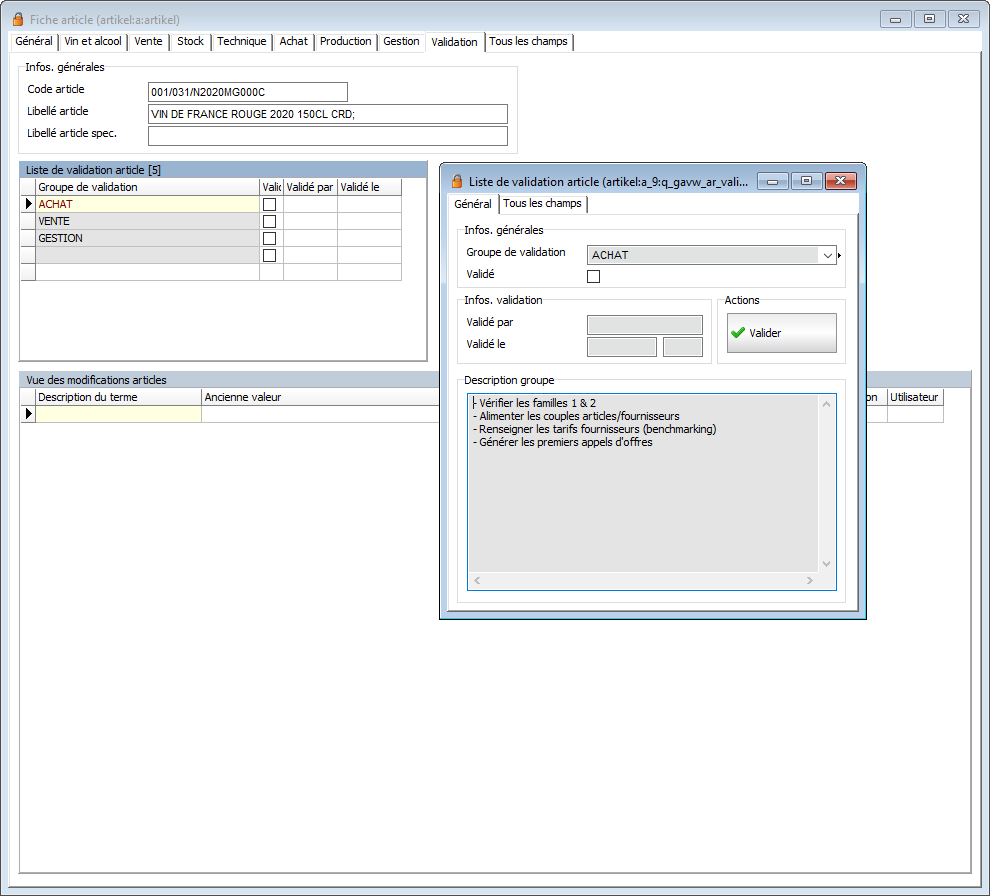 Fiche article (artikel:a:artikel)
Général Vin et alcool Vente Stock Technique Achat Production Gestion Validation Tous les champs
Infos. générales
Code article 001/031/N2020MG000C
Libellé article VIN DE FRANCE ROUGE 2020 150CL CRD;
Libellé article spec.
Liste de validation article [5]
Groupe de validation Valid Validé par Validé le
ACHAT
VENTE
GESTION
Vue des modifications articles
Description du terme Ancienne valeur on Utilisateur
Liste de validation article (artikel:a_9:q_gavw_ar_vali...
Général Tous les champs
Infos. générales
Groupe de validation ACHAT
Validé
Infos. validation Actions
Validé par
Validé le
Valider
Description groupe
- Vérifier les familles 1 & 2
- Alimenter les couples articles/fournisseurs
- Renseigner les tarifs fournisseurs (benchmarking)
- Générer les premiers appels d'offres